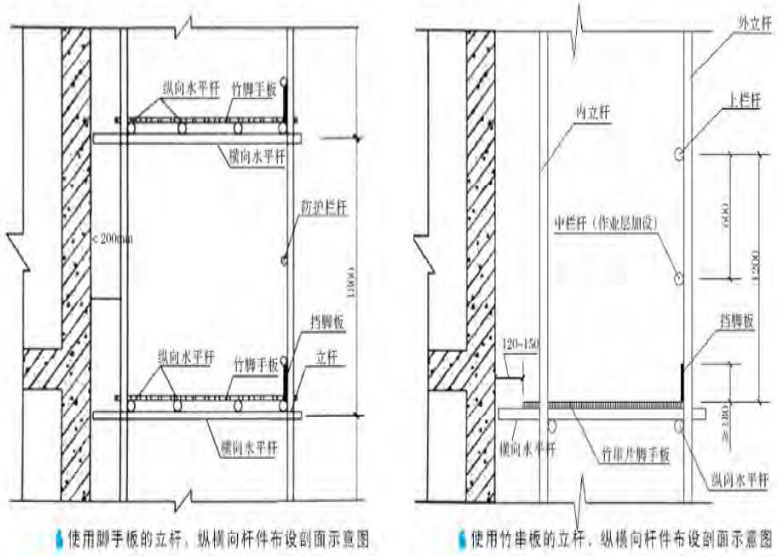 纵向水平杆
竹脚手板
横向水平杆
防护栏杆
<200mm
1800
挡脚板
纵向水平杆
竹脚手板
立杆
横向水平杆
使用脚手板的立杆、纵横向杆件布设剖面示意图
外立杆
上栏杆
内立杆
中栏杆(作业层加设)
600
1200
挡脚板
120~150
≥180
横向水平杆
竹串片脚手板
纵向水平杆
使用竹串板的立杆、纵横向杆件布设剖面示意图